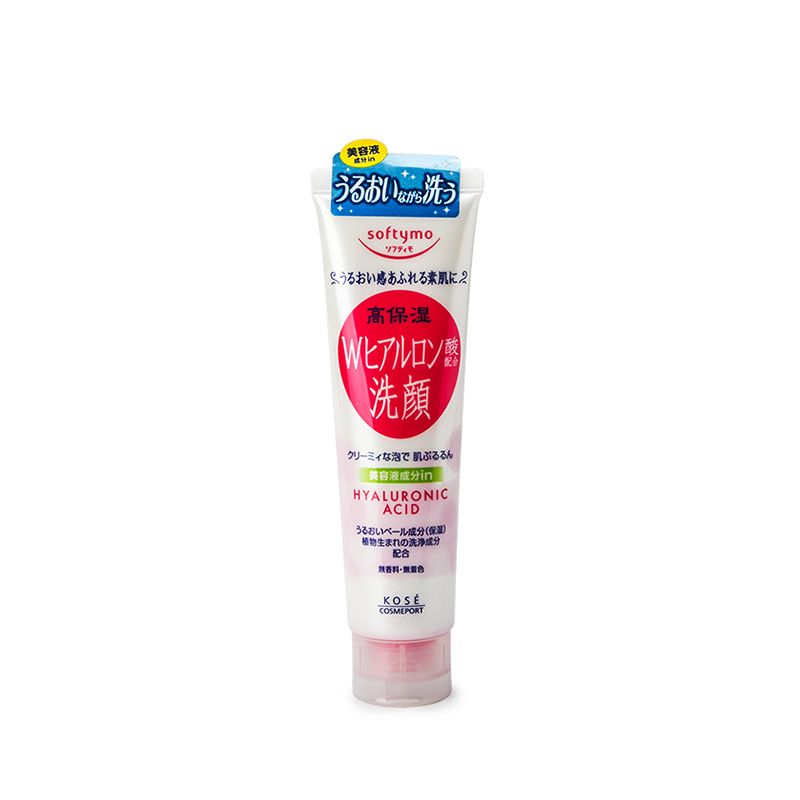 美容液
成分in
うるおいながら洗う
softymo
ソフティモ
うるおい感あふれる素肌に
高保湿
Wヒアルロン酸配合
洗顔
クリーミィな泡で 肌ぷるるん
美容液成分in
HYALURONIC
ACID
うるおいベール成分(保湿)
植物生まれの洗浄成分
配合
無香料・無着色
KOSÉ
COSMEPORT